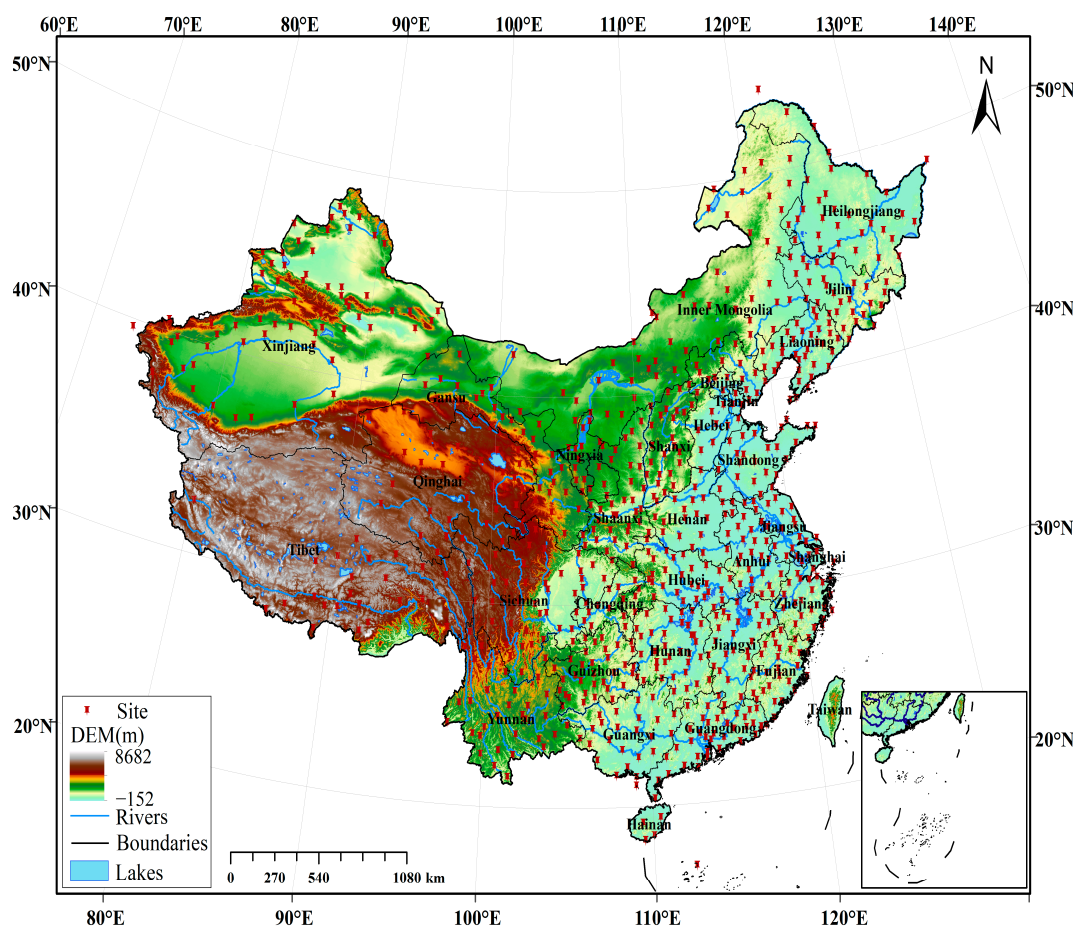 60°E 70°E 80°E 90°E 100°E 110°E 120°E 130°E 140°E
50°N
50°N
N
Heilongjiang
Jilin
40°N
40°N
Inner Mongolia
Liaoning
Xinjiang
Beijing
Gansu
Tianjin
Hebei
Shanxi
Ningxia
Shandong
Qinghai
30°N
Shaanxi
Henan
Jiangsu
30°N
Tibet
Anhui
Shanghai
Hubei
Sichuan
Chongqing
Zhejiang
Hunan
Jiangxi
Guizhou
Fujian
20°N
Yunnan
Taiwan
Guangxi
Guangdong
20°N
Hainan
Site
DEM(m)
8682
−152
Rivers
Boundaries
Lakes
0 270 540 1080 km
80°E 90°E 100°E 110°E 120°E